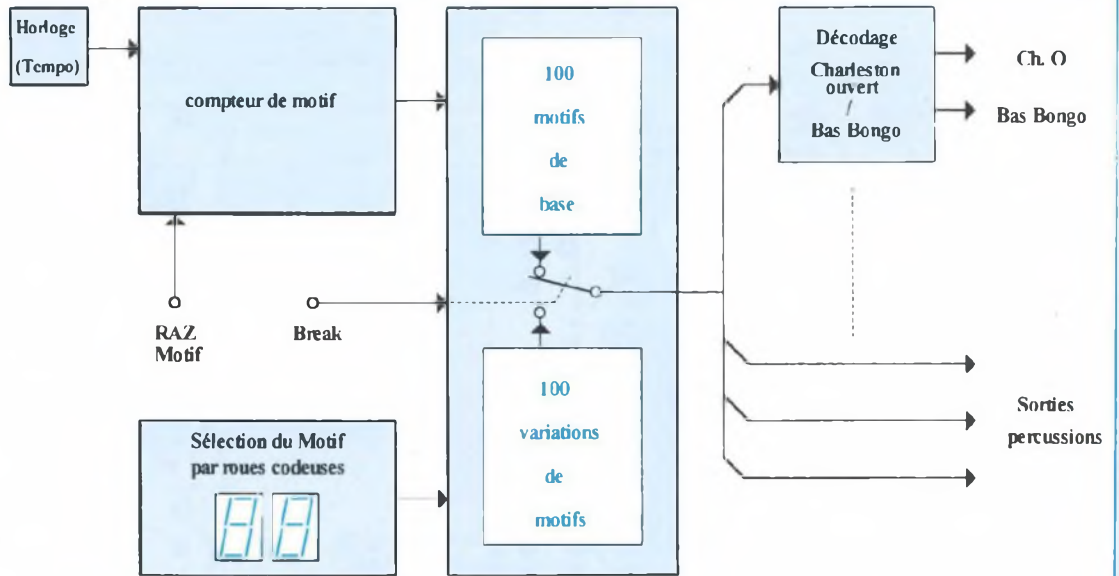 Horloge
(Tempo)
compteur de motif
100
motifs
de
base
Décodage
Charleston
ouvert
/
Bas Bongo
Ch. O
Bas Bongo
RAZ
Motif
Break
Sélection du Motif
par roues codeuses
88
100
variations
de
motifs
Sorties
percussions